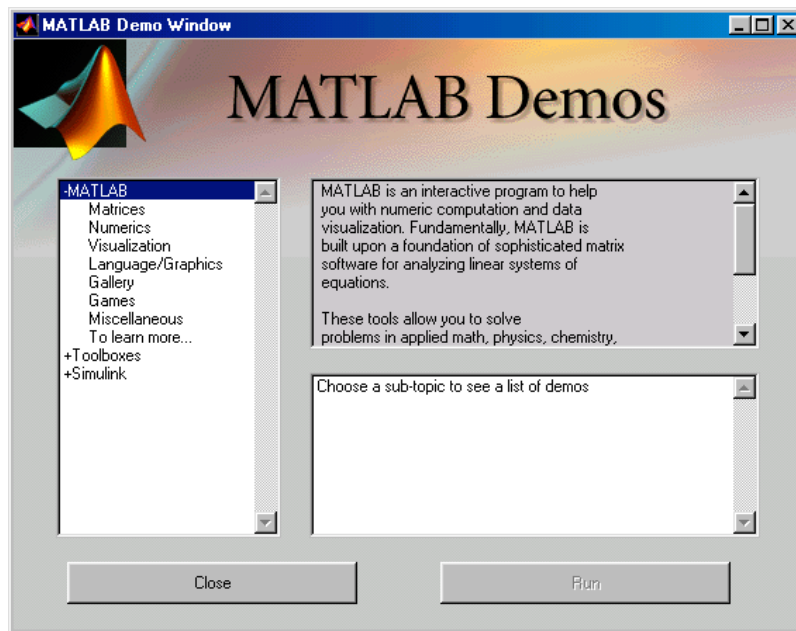 MATLAB Demo Window
MATLAB Demos
-MATLAB
Matrices
Numerics
Visualization
Language/Graphics
Gallery
Games
Miscellaneous
To learn more...
+Toolboxes
+Simulink
MATLAB is an interactive program to help
you with numeric computation and data
visualization. Fundamentally, MATLAB is
built upon a foundation of sophisticated matrix
software for analyzing linear systems of
equations.
These tools allow you to solve
problems in applied math, physics, chemistry,
Choose a sub-topic to see a list of demos
Close
Run